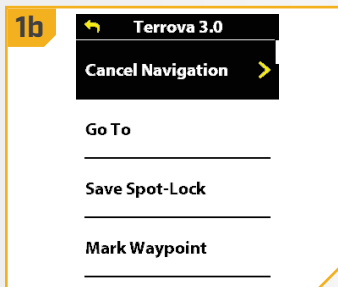 1b
Terrova 3.0
Cancel Navigation
Go To
Save Spot-Lock
Mark Waypoint